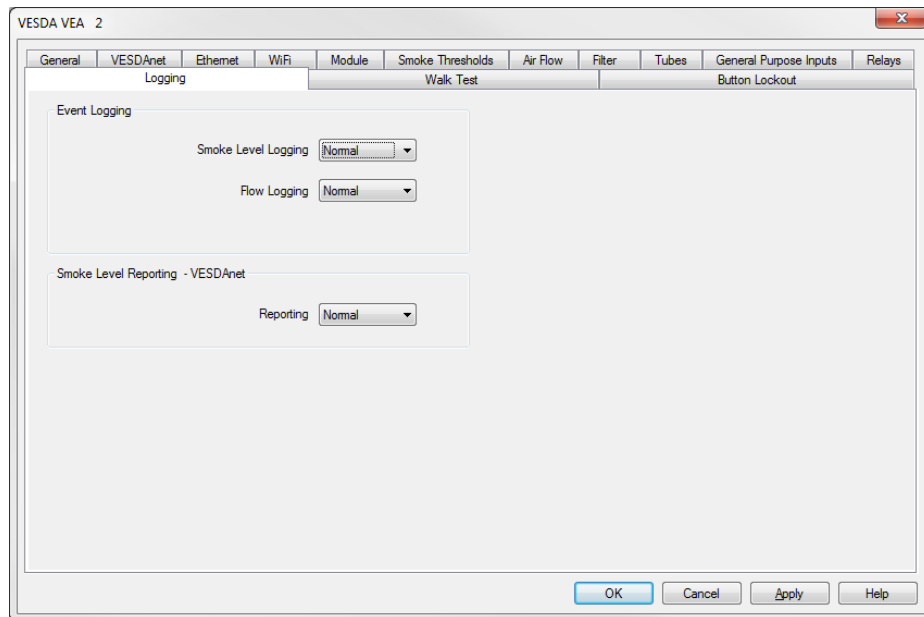 VESDA VEA 2
General VESDAnet Ethernet WiFi Module Smoke Thresholds Air Flow Filter Tubes General Purpose Inputs Relays
Logging Walk Test Button Lockout
Event Logging
Smoke Level Logging Normal
Flow Logging Normal
Smoke Level Reporting - VESDAnet
Reporting Normal
OK Cancel Apply Help